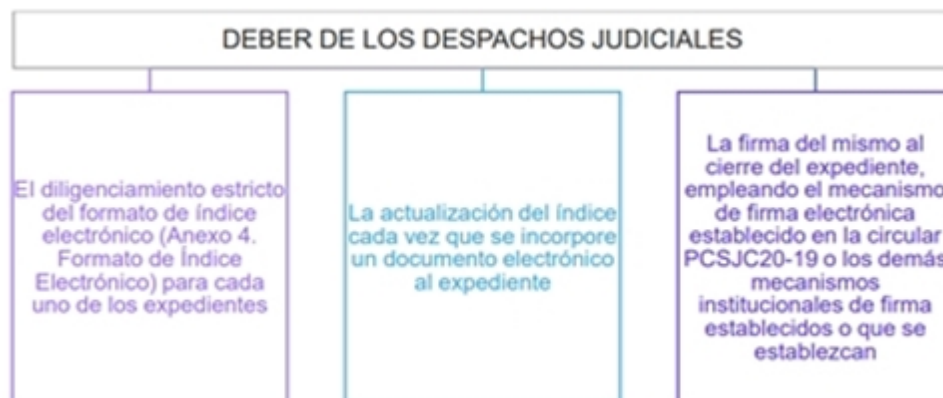 DEBER DE LOS DESPACHOS JUDICIALES
El diligenciamiento estricto
del formato de índice
electrónico (Anexo 4.
Formato de Índice
Electrónico) para cada
uno de los expedientes
La actualización del índice
cada vez que se incorpore
un documento electrónico
al expediente
La firma del mismo al
cierre del expediente,
empleando el mecanismo
de firma electrónica
establecido en la circular
PCSJC20-19 o los demás
mecanismos
institucionales de firma
establecidos o que se
establezcan